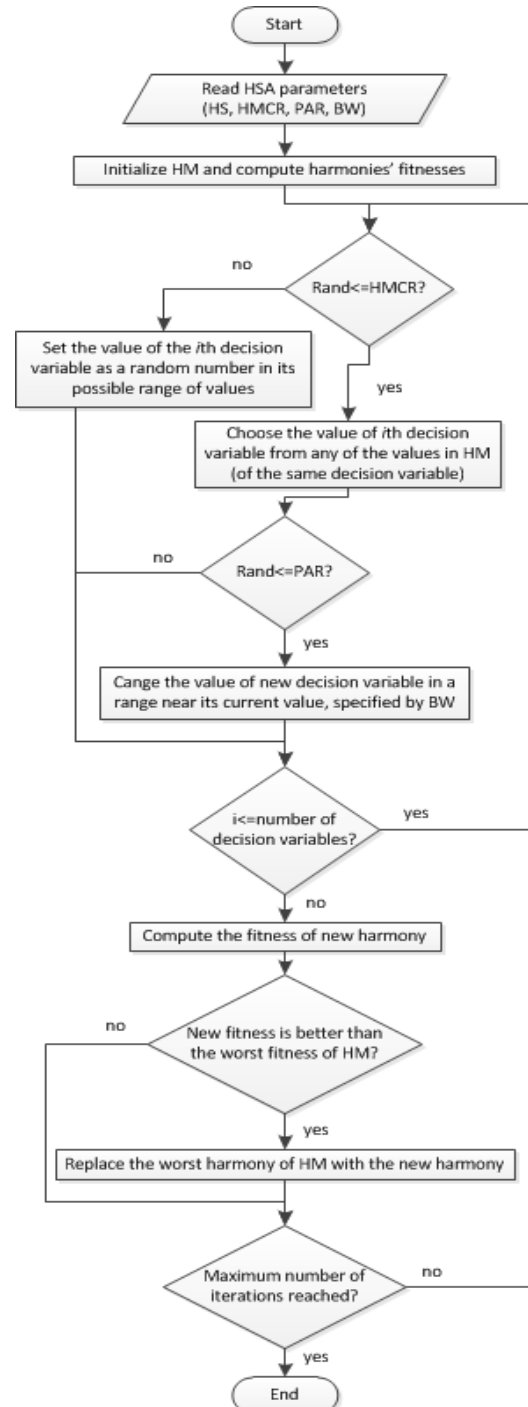 Start
Read HSA parameters
(HS, HMCR, PAR, BW)
Initialize HM and compute harmonies' fitnesses
no
Rand<=HMCR?
Set the value of the ith decision
variable as a random number in its
possible range of values
yes
Choose the value of ith decision
variable from any of the values in HM
(of the same decision variable)
no
Rand<=PAR?
yes
Cange the value of new decision variable in a
range near its current value, specified by BW
i<=number of
decision variables?
yes
no
Compute the fitness of new harmony
no
New fitness is better than
the worst fitness of HM?
yes
Replace the worst harmony of HM with the new harmony
Maximum number of
iterations reached?
no
yes
End